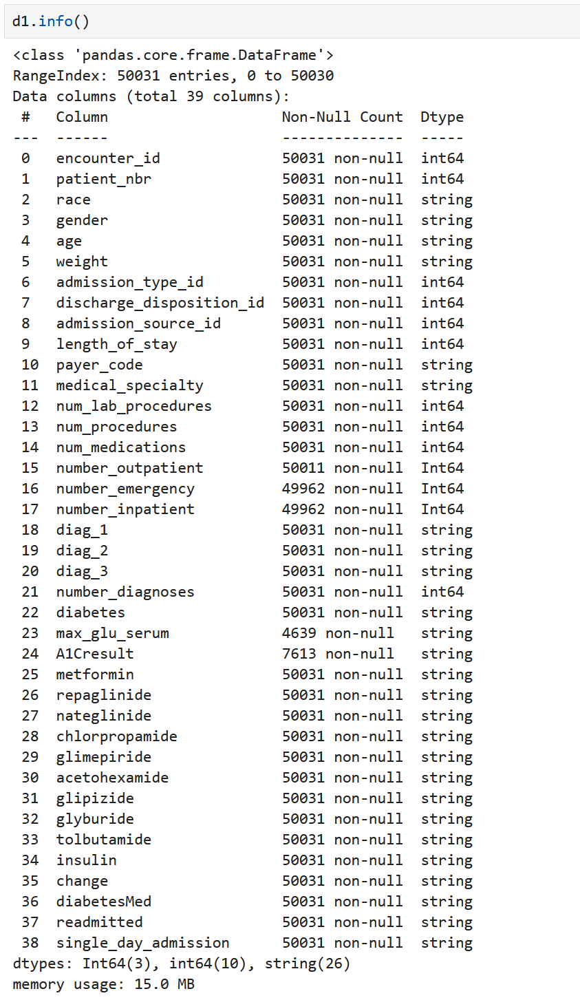 d1.info()
<class 'pandas.core.frame.DataFrame'>
RangeIndex: 50031 entries, 0 to 50030
Data columns (total 39 columns):
 #   Column                    Non-Null Count  Dtype
---  ------                    --------------  -----
 0   encounter_id              50031 non-null  int64
 1   patient_nbr               50031 non-null  int64
 2   race                      50031 non-null  string
 3   gender                    50031 non-null  string
 4   age                       50031 non-null  string
 5   weight                    50031 non-null  string
 6   admission_type_id         50031 non-null  int64
 7   discharge_disposition_id  50031 non-null  int64
 8   admission_source_id       50031 non-null  int64
 9   length_of_stay            50031 non-null  int64
 10  payer_code                50031 non-null  string
 11  medical_specialty         50031 non-null  string
 12  num_lab_procedures        50031 non-null  int64
 13  num_procedures            50031 non-null  int64
 14  num_medications           50031 non-null  int64
 15  number_outpatient         50011 non-null  Int64
 16  number_emergency          49962 non-null  Int64
 17  number_inpatient          49962 non-null  Int64
 18  diag_1                    50031 non-null  string
 19  diag_2                    50031 non-null  string
 20  diag_3                    50031 non-null  string
 21  number_diagnoses          50031 non-null  int64
 22  diabetes                  50031 non-null  string
 23  max_glu_serum             4639 non-null   string
 24  A1Cresult                 7613 non-null   string
 25  metformin                 50031 non-null  string
 26  repaglinide               50031 non-null  string
 27  nateglinide               50031 non-null  string
 28  chlorpropamide            50031 non-null  string
 29  glimepiride               50031 non-null  string
 30  acetohexamide             50031 non-null  string
 31  glipizide                 50031 non-null  string
 32  glyburide                 50031 non-null  string
 33  tolbutamide               50031 non-null  string
 34  insulin                   50031 non-null  string
 35  change                    50031 non-null  string
 36  diabetesMed               50031 non-null  string
 37  readmitted                50031 non-null  string
 38  single_day_admission      50031 non-null  string
dtypes: Int64(3), int64(10), string(26)
memory usage: 15.0 MB